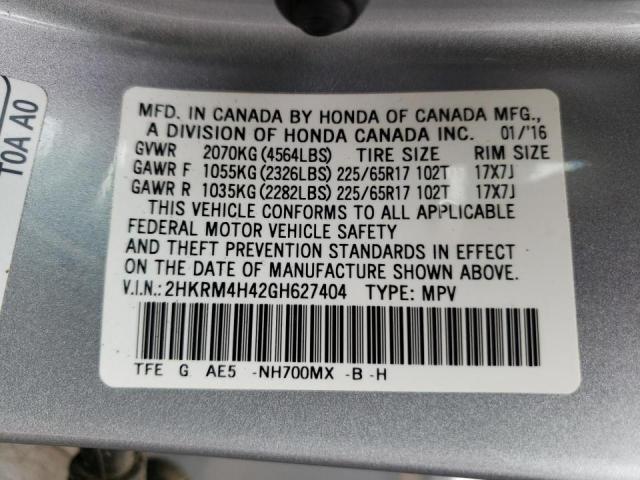 T0A A0
MFD. IN CANADA BY HONDA OF CANADA MFG.,
A DIVISION OF HONDA CANADA INC. 01/'16
GVWR 2070KG (4564LBS) TIRE SIZE RIM SIZE
GAWR F 1055KG (2326LBS) 225/65R17 102T 17X7J
GAWR R 1035KG (2282LBS) 225/65R17 102T 17X7J
THIS VEHICLE CONFORMS TO ALL APPLICABLE
FEDERAL MOTOR VEHICLE SAFETY
AND THEFT PREVENTION STANDARDS IN EFFECT
ON THE DATE OF MANUFACTURE SHOWN ABOVE.
V.I.N.: 2HKRM4H42GH627404 TYPE: MPV
TFE G AE5 -NH700MX -B -H